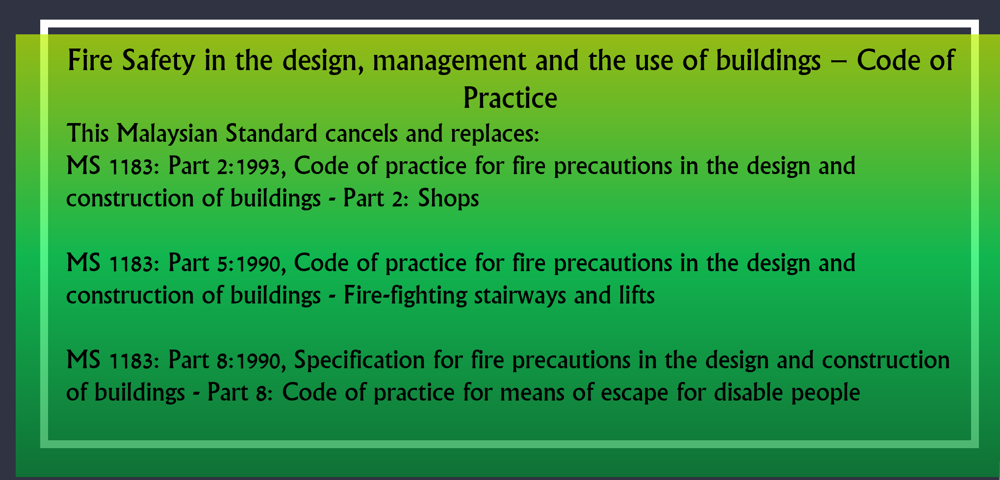 Fire Safety in the design, management and the use of buildings – Code of
Practice
This Malaysian Standard cancels and replaces:
MS 1183: Part 2:1993, Code of practice for fire precautions in the design and
construction of buildings - Part 2: Shops
MS 1183: Part 5:1990, Code of practice for fire precautions in the design and
construction of buildings - Fire-fighting stairways and lifts
MS 1183: Part 8:1990, Specification for fire precautions in the design and construction
of buildings - Part 8: Code of practice for means of escape for disable people